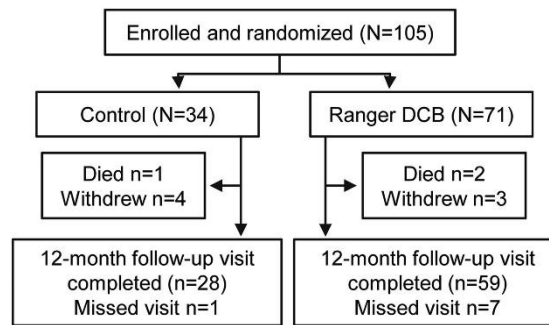 Enrolled and randomized (N=105)
Control (N=34)
Ranger DCB (N=71)
Died n=1
Withdrew n=4
Died n=2
Withdrew n=3
12-month follow-up visit
completed (n=28)
Missed visit n=1
12-month follow-up visit
completed (n=59)
Missed visit n=7